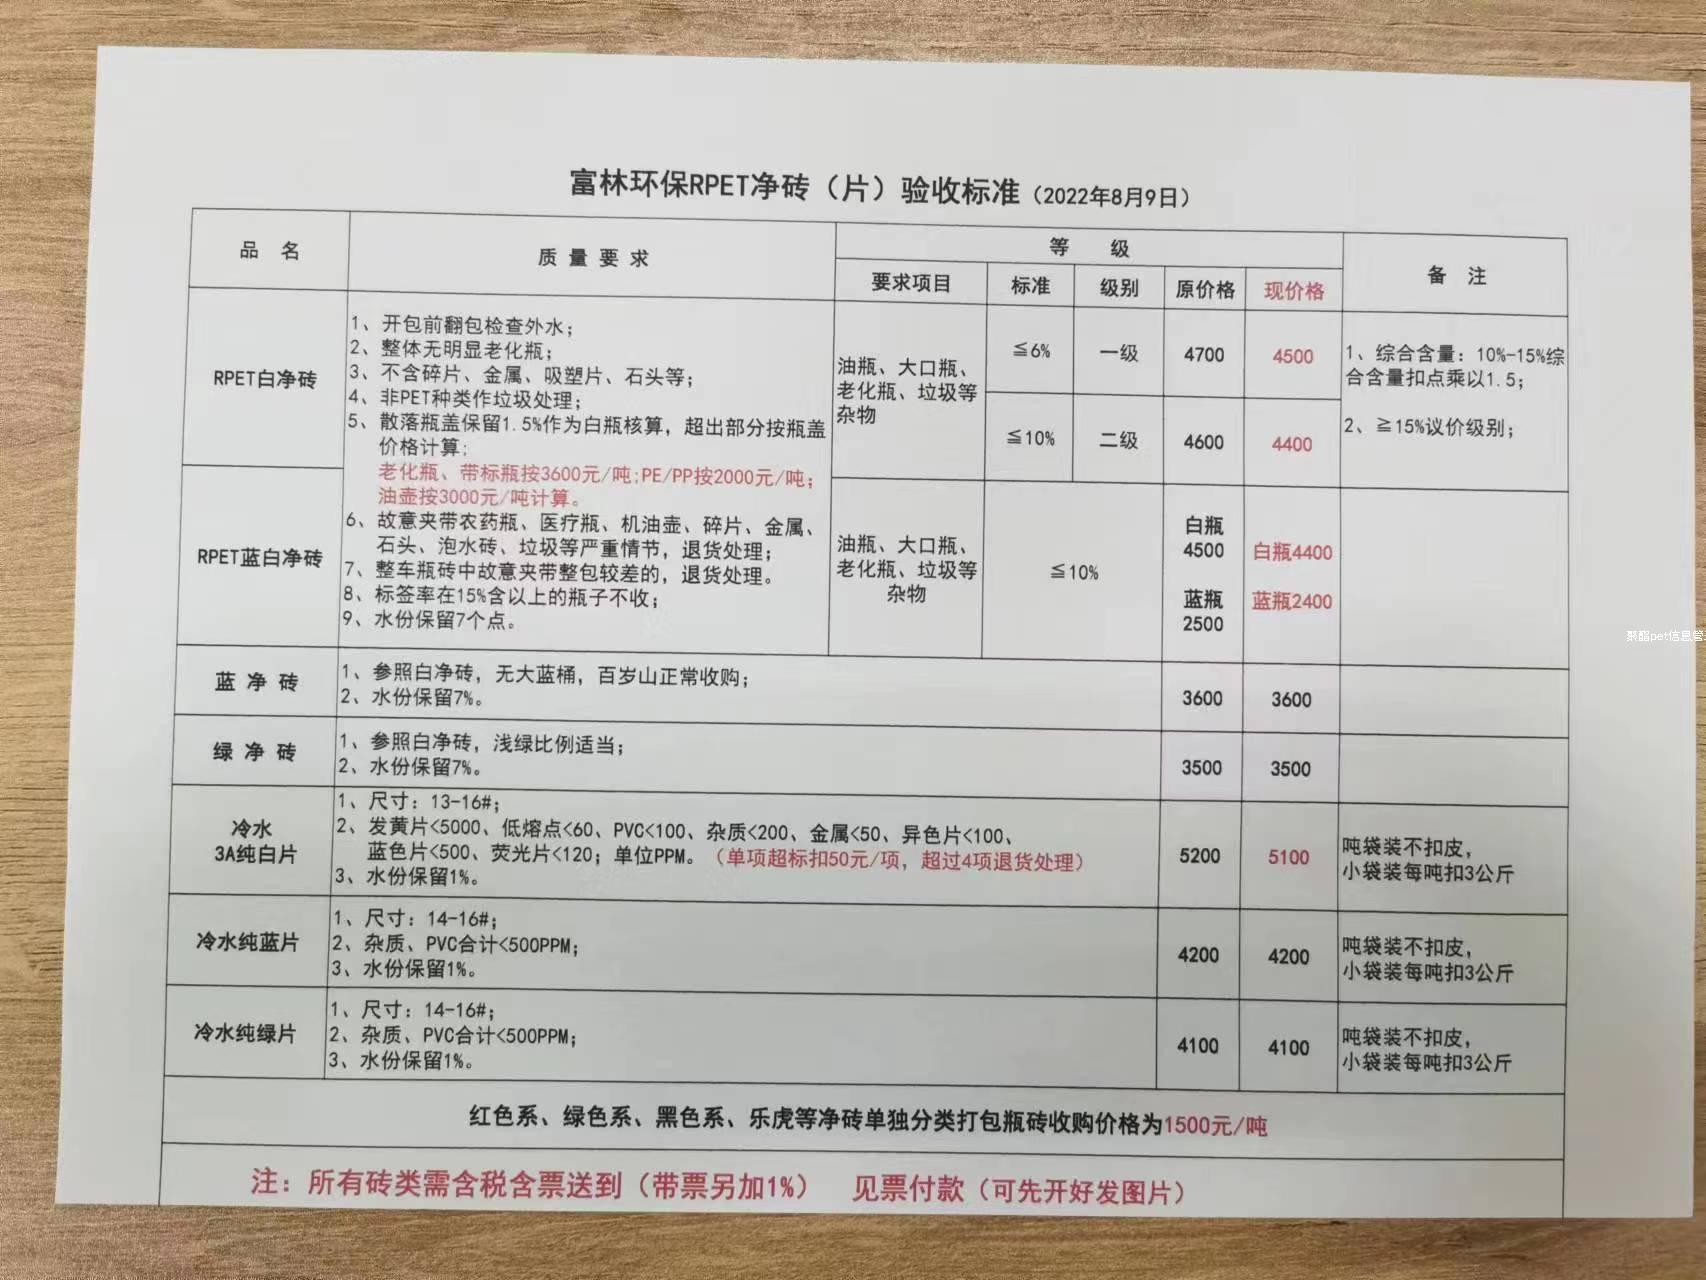 富林环保RPET净砖（片）验收标准（2022年8月9日）
品 名
质 量 要 求
等 级
备 注
要求项目
标准
级别
原价格
现价格
RPET白净砖
1、开包前翻包检查外水；
2、整体无明显老化瓶；
3、不含碎片、金属、吸塑片、石头等；
4、非PET种类作垃圾处理；
5、散落瓶盖保留1.5%作为白瓶核算，超出部分按瓶盖
价格计算；
老化瓶、带标瓶按3600元/吨;PE/PP按2000元/吨；
油壶按3000元/吨计算。
6、故意夹带农药瓶、医疗瓶、机油壶、碎片、金属、
石头、泡水砖、垃圾等严重情节，退货处理；
7、整车瓶砖中故意夹带整包较差的，退货处理。
8、标签率在15%含以上的瓶子不收；
9、水份保留7个点。
油瓶、大口瓶、
老化瓶、垃圾等
杂物
≦6%
一级
4700
4500
≦10%
二级
4600
4400
1、综合含量：10%-15%综
合含量扣点乘以1.5；
2、≧15%议价级别；
RPET蓝白净砖
油瓶、大口瓶、
老化瓶、垃圾等
杂物
≦10%
白瓶
4500
蓝瓶
2500
白瓶4400
蓝瓶2400
蓝 净 砖
1、参照白净砖，无大蓝桶，百岁山正常收购；
2、水份保留7%。
3600
3600
绿 净 砖
1、参照白净砖，浅绿比例适当；
2、水份保留7%。
3500
3500
冷水
3A纯白片
1、尺寸：13-16#；
2、发黄片<5000、低熔点<60、PVC<100、杂质<200、金属<50、异色片<100、
蓝色片<500、荧光片<120；单位PPM。（单项超标扣50元/项，超过4项退货处理）
3、水份保留1%。
5200
5100
吨袋装不扣皮，
小袋装每吨扣3公斤
冷水纯蓝片
1、尺寸：14-16#；
2、杂质、PVC合计<500PPM；
3、水份保留1%。
4200
4200
吨袋装不扣皮，
小袋装每吨扣3公斤
冷水纯绿片
1、尺寸：14-16#；
2、杂质、PVC合计<500PPM；
3、水份保留1%。
4100
4100
吨袋装不扣皮，
小袋装每吨扣3公斤
红色系、绿色系、黑色系、乐虎等净砖单独分类打包瓶砖收购价格为1500元/吨
注：所有砖类需含税含票送到（带票另加1%） 见票付款（可先开好发图片）
聚酯pet信息管